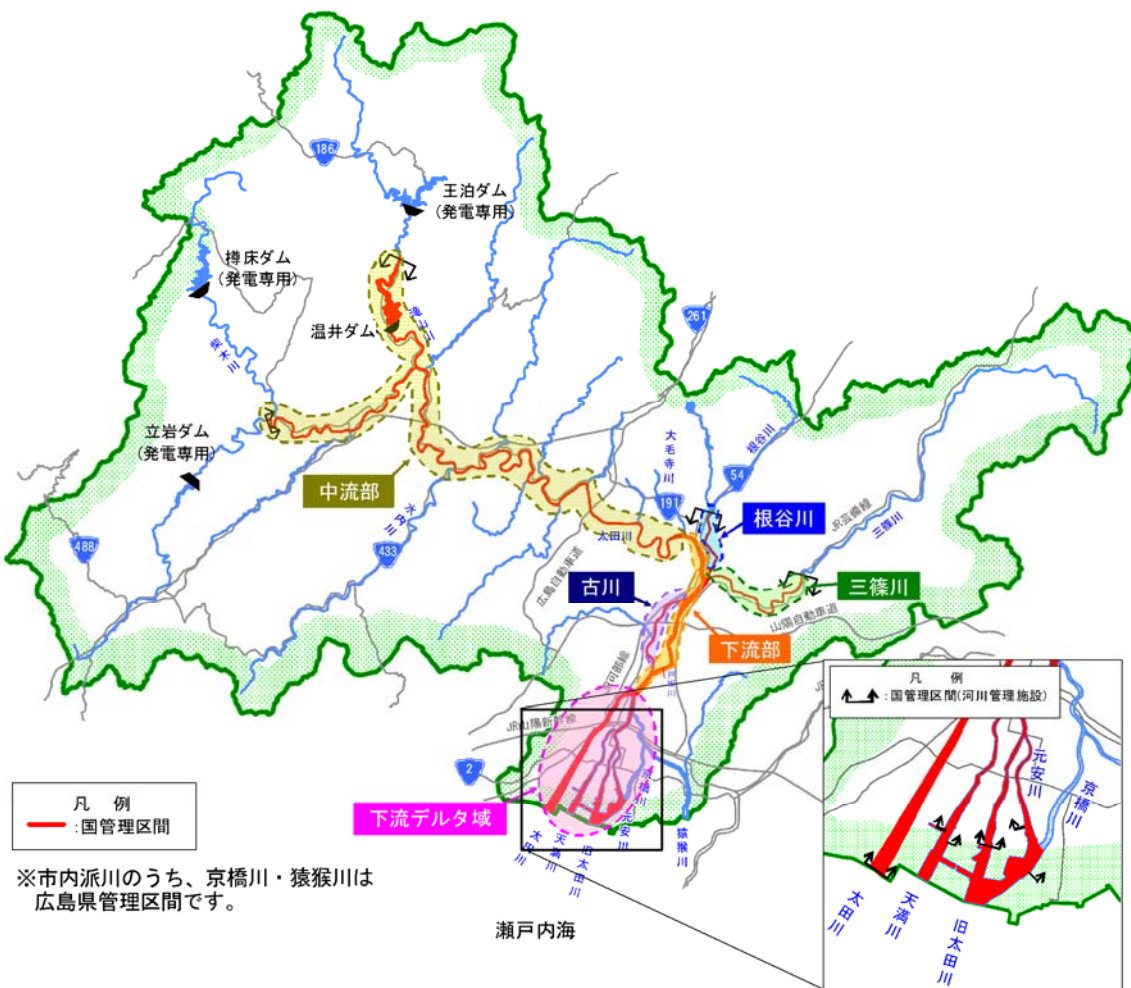 186
王泊ダム
(発電専用)
樽床ダム
(発電専用)
温井ダム
滝山川
261
柴木川
立岩ダム
(発電専用)
大毛寺川
根谷川
54
中流部
191
根谷川
JR芸備線
三篠川
水内川
太田川
488
433
広島自動車道
古川
三篠川
山陽自動車道
下流部
JR山陽新幹線
2
下流デルタ域
太田川
天満川
旧太田川
元安川
京橋川
猿猴川
凡 例
:国管理区間
※市内派川のうち、京橋川・猿猴川は
広島県管理区間です。
瀬戸内海
凡 例
:国管理区間(河川管理施設)
元安川
京橋川
太田川
天満川
旧太田川